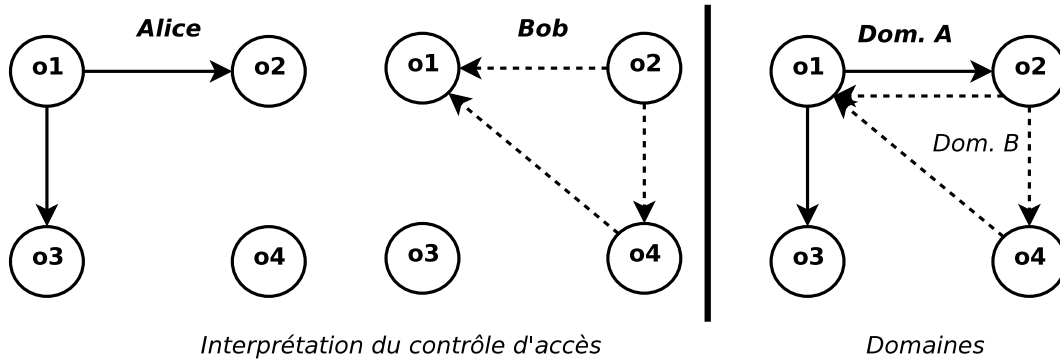 Alice
Bob
Dom. A
o1
o2
o1
o2
o1
o2
Dom. B
o3
o4
o3
o4
o3
o4
Interprétation du contrôle d'accès
Domaines